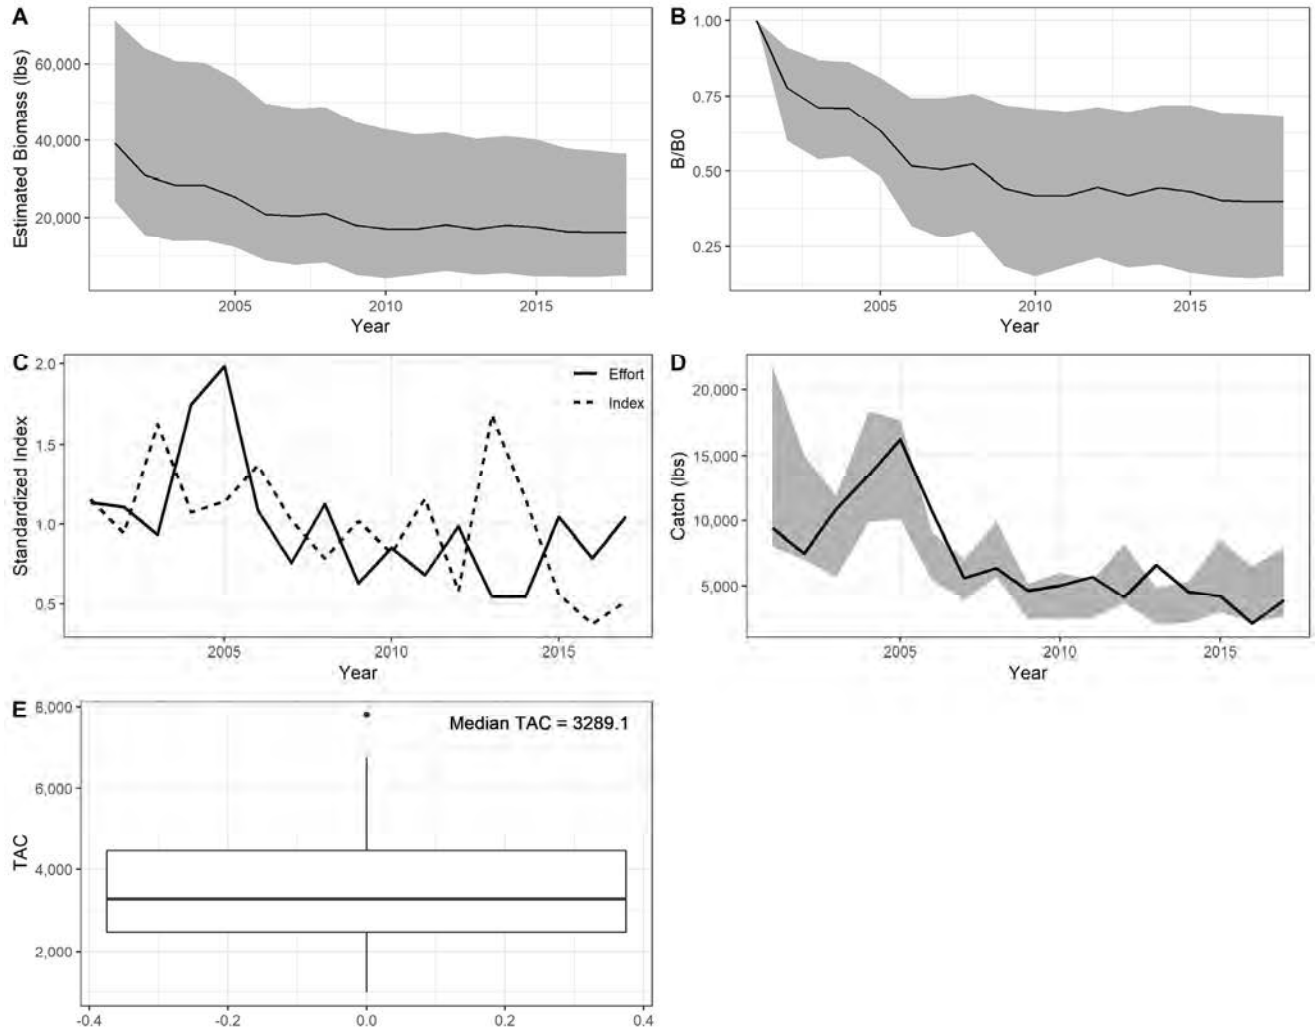 A
Estimated Biomass (lbs)
60,000
40,000
20,000
2005 2010 2015
Year
B
B/B0
1.00
0.75
0.50
0.25
2005 2010 2015
Year
C
Standardized Index
2.0
1.5
1.0
0.5
Effort
Index
2005 2010 2015
Year
D
Catch (lbs)
20,000
15,000
10,000
5,000
2005 2010 2015
Year
E
TAC
8,000
6,000
4,000
2,000
Median TAC = 3289.1
-0.4 -0.2 0.0 0.2 0.4